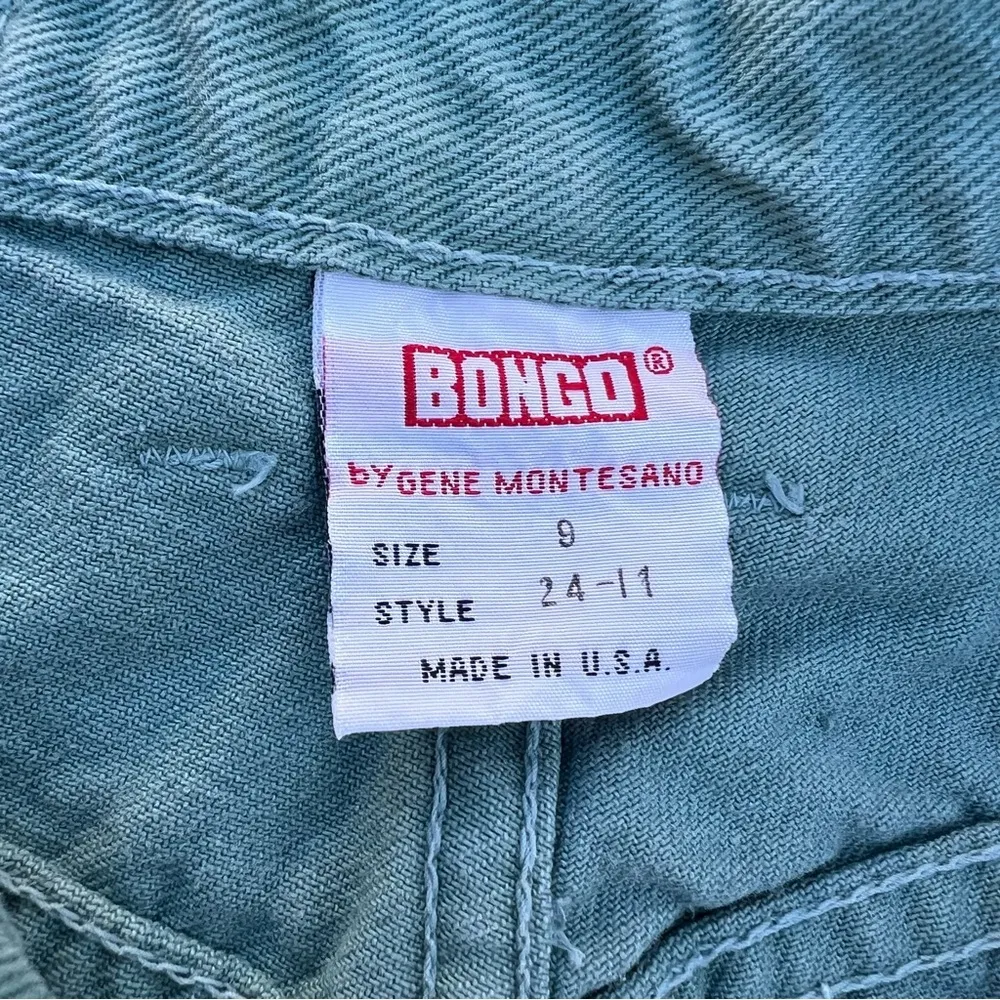 BONGO®
by GENE MONTESANO
SIZE 9
STYLE 24-11
MADE IN U.S.A.